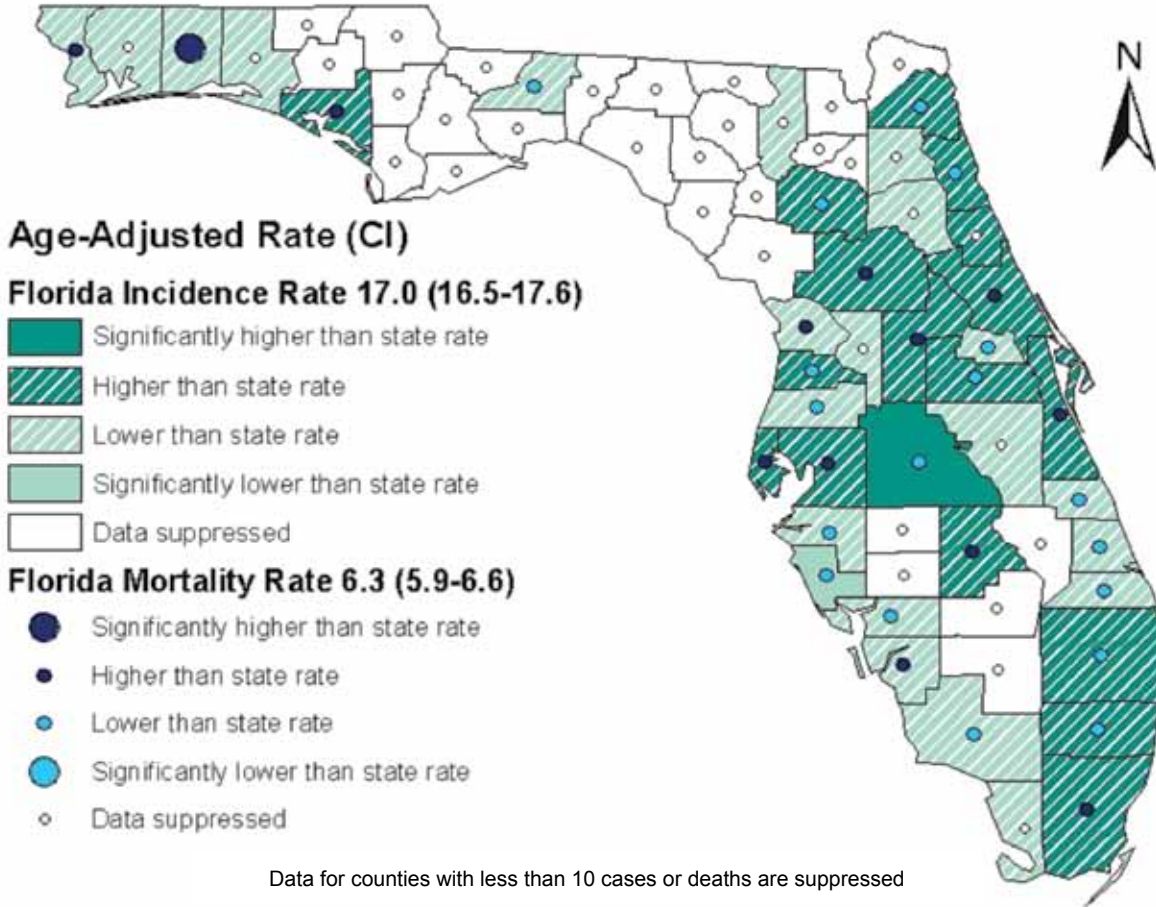 N
Age-Adjusted Rate (CI)
Florida Incidence Rate 17.0 (16.5-17.6)
Significantly higher than state rate
Higher than state rate
Lower than state rate
Significantly lower than state rate
Data suppressed
Florida Mortality Rate 6.3 (5.9-6.6)
Significantly higher than state rate
Higher than state rate
Lower than state rate
Significantly lower than state rate
Data suppressed
Data for counties with less than 10 cases or deaths are suppressed